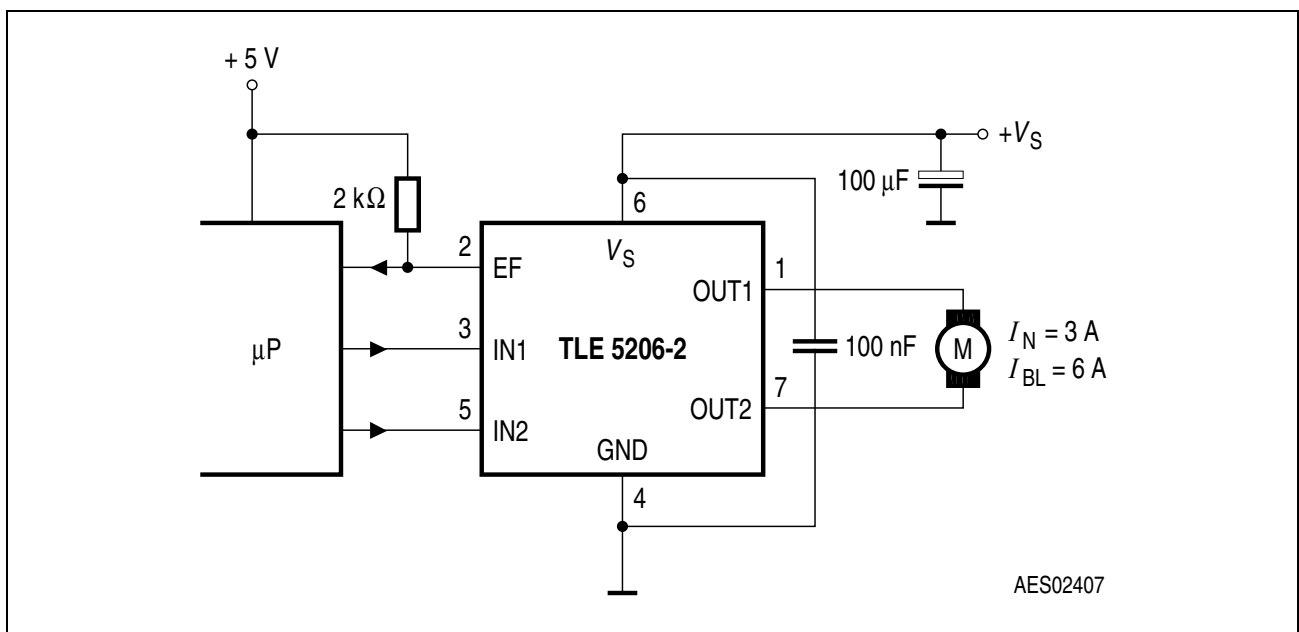 + 5 V
+V_S
2 kΩ
100 µF
6
2
EF
V_S
OUT1
1
3
µP
IN1
TLE 5206-2
100 nF
M
I_N = 3 A
I_BL = 6 A
5
IN2
OUT2
7
GND
4
AES02407